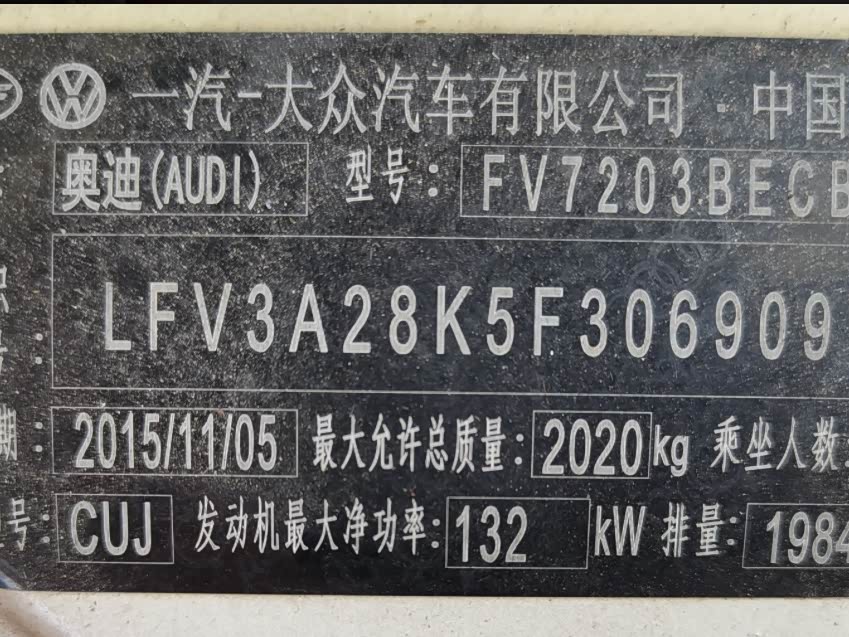 一汽-大众汽车有限公司·中国
奥迪(AUDI) 型号: FV7203BECB
LFV3A28K5F306909
期: 2015/11/05 最大允许总质量: 2020 kg 乘坐人数
号: CUJ 发动机最大净功率: 132 kW 排量: 1984